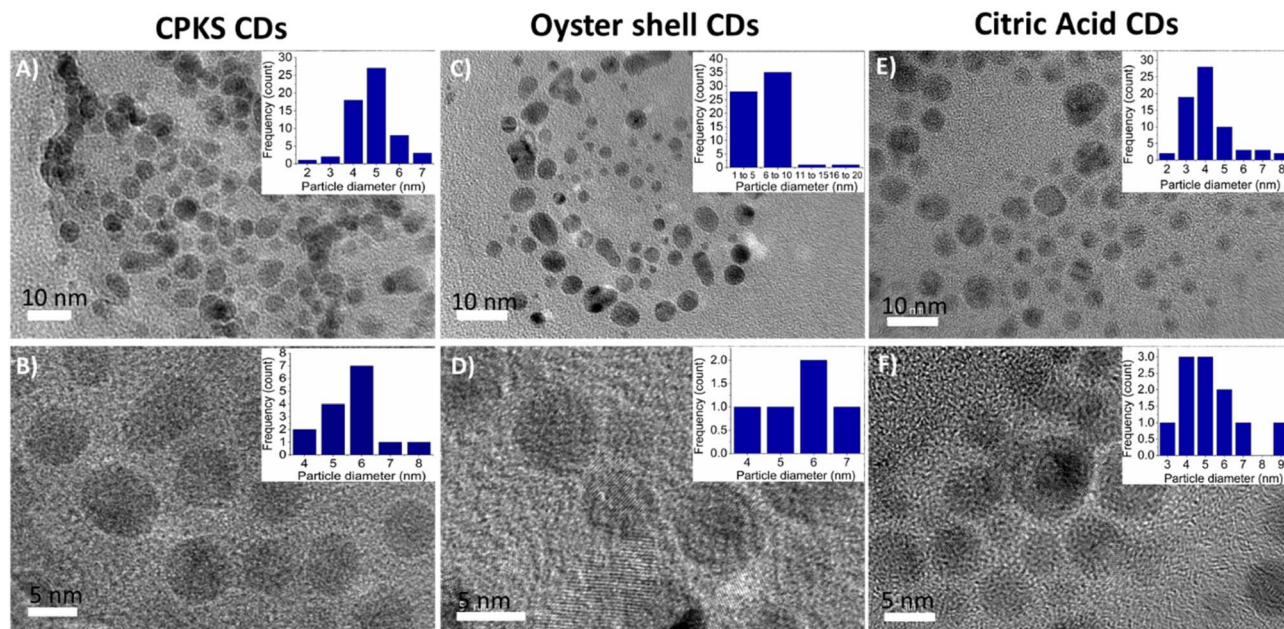 CPKS CDs
Oyster shell CDs
Citric Acid CDs
A)
Frequency (count)
30
25
20
15
10
5
0
2 3 4 5 6 7
Particle diameter (nm)
10 nm
C)
Frequency (count)
40
35
30
25
20
15
10
5
0
1 to 5 6 to 10 11 to 15 16 to 20
Particle diameter (nm)
10 nm
E)
Frequency (count)
30
25
20
15
10
5
0
2 3 4 5 6 7 8
Particle diameter (nm)
10 nm
B)
Frequency (count)
8
7
6
5
4
3
2
1
0
4 5 6 7 8
Particle diameter (nm)
5 nm
D)
Frequency (count)
2.0
1.5
1.0
0.5
0.0
4 5 6 7
Particle diameter (nm)
5 nm
F)
Frequency (count)
3.0
2.5
2.0
1.5
1.0
0.5
0.0
3 4 5 6 7 8 9
Particle diameter (nm)
5 nm